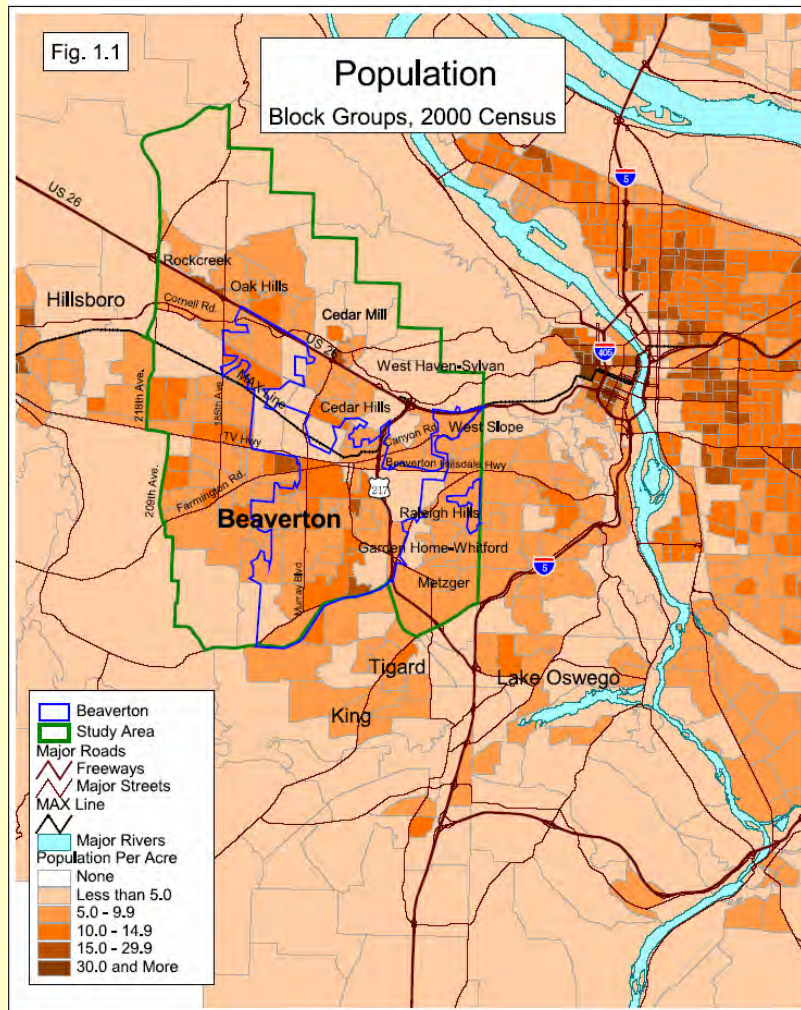 Fig. 1.1
Population
Block Groups, 2000 Census
5
US 26
Rockcreek
Oak Hills
Hillsboro
Cornell Rd.
Cedar Mill
US 26
West Haven-Sylvan
405
218th Ave.
185th Ave.
MAX Line
Cedar Hills
Canyon Rd.
West Slope
TV Hwy
Beaverton Hillsdale Hwy
209th Ave.
Farmington Rd.
217
Beaverton
Raleigh Hills
Garden Home-Whitford
5
Murray Blvd
Metzger
Tigard
Lake Oswego
King
Beaverton
Study Area
Major Roads
Freeways
Major Streets
MAX Line
Major Rivers
Population Per Acre
None
Less than 5.0
5.0 - 9.9
10.0 - 14.9
15.0 - 29.9
30.0 and More